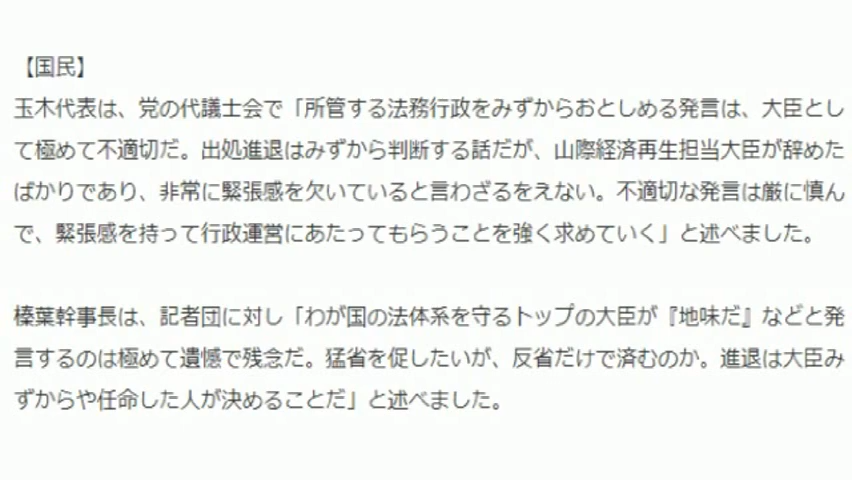 【国民】
玉木代表は、党の代議士会で「所管する法務行政をみずからおとしめる発言は、大臣とし
て極めて不適切だ。出処進退はみずから判断する話だが、山際経済再生担当大臣が辞めた
ばかりであり、非常に緊張感を欠いていると言わざるをえない。不適切な発言は厳に慎ん
で、緊張感を持って行政運営にあたってもらうことを強く求めていく」と述べました。
榛葉幹事長は、記者団に対し「わが国の法体系を守るトップの大臣が『地味だ』などと発
言するのは極めて遺憾で残念だ。猛省を促したいが、反省だけで済むのか。進退は大臣み
ずからや任命した人が決めることだ」と述べました。